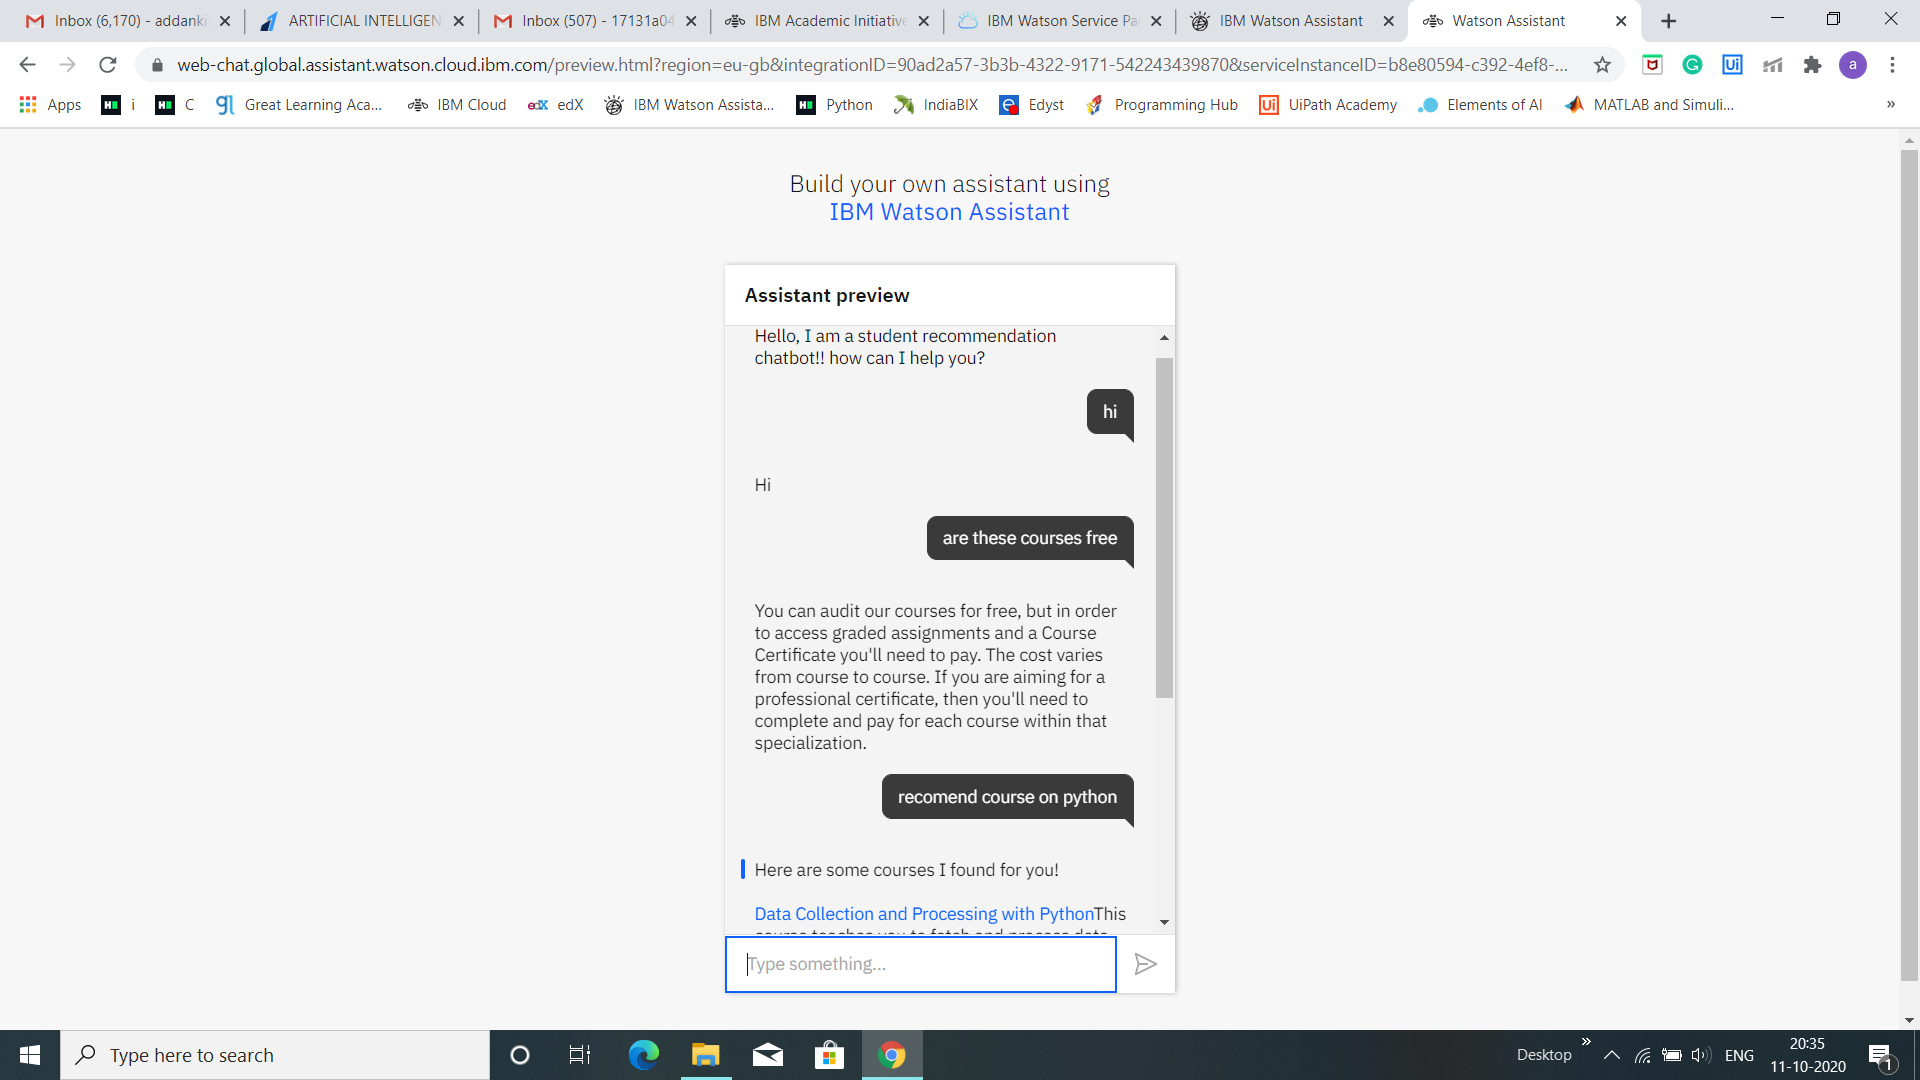 Inbox (6,170) - addanki
ARTIFICIAL INTELLIGEN
Inbox (507) - 17131a04
IBM Academic Initiative
IBM Watson Service Pa
IBM Watson Assistant
Watson Assistant
web-chat.global.assistant.watson.cloud.ibm.com/preview.html?region=eu-gb&integrationID=90ad2a57-3b3b-4322-9171-542243439870&serviceInstanceID=b8e80594-c392-4ef8-...
a
Apps
i
C
Great Learning Aca...
IBM Cloud
edX
IBM Watson Assista...
Python
IndiaBIX
Edyst
Programming Hub
UiPath Academy
Elements of AI
MATLAB and Simuli...
»
Build your own assistant using
IBM Watson Assistant
Assistant preview
Hello, I am a student recommendation
chatbot!! how can I help you?
hi
Hi
are these courses free
You can audit our courses for free, but in order
to access graded assignments and a Course
Certificate you'll need to pay. The cost varies
from course to course. If you are aiming for a
professional certificate, then you'll need to
complete and pay for each course within that
specialization.
recomend course on python
Here are some courses I found for you!
Data Collection and Processing with PythonThis
course teaches you to fetch and process data
Type something...
Type here to search
Desktop
»
ENG
20:35
11-10-2020
1